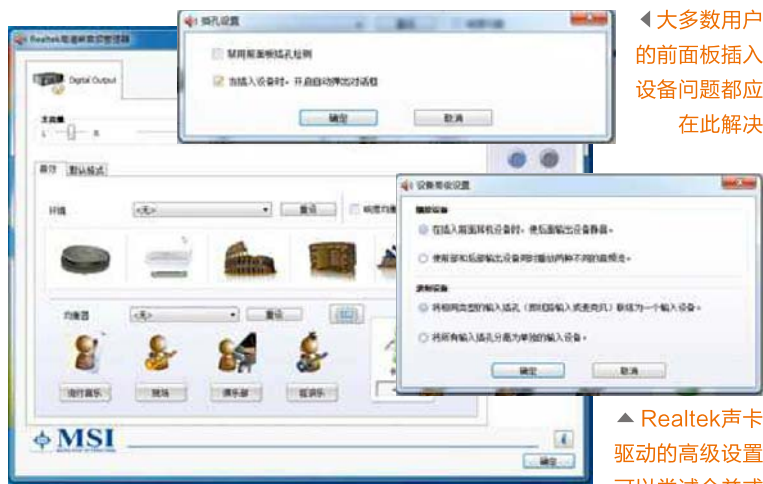 插孔设置
禁用前面板插孔检测
当插入设备时，开启自动弹出对话框
确定
取消
◀大多数用户
的前面板插入
设备问题都应
在此解决
Realtek高清晰音频管理器
Digital Output
主音量
L
R
音效
默认格式
环境
<无>
重设
响度均衡
均衡器
<无>
重设
流行音乐
现场
俱乐部
摇滚乐
MSI
确定
设备高级设置
播放设备
在插入前面耳机设备时，使后面输出设备静音。
使前部和后部输出设备同时播放两种不同的音频流。
录制设备
将相同类型的输入插孔（即线路输入或麦克风）联结为一个输入设备。
将所有输入插孔分离为单独的输入设备。
确定
取消
▲Realtek声卡
驱动的高级设置
可以尝试合并或